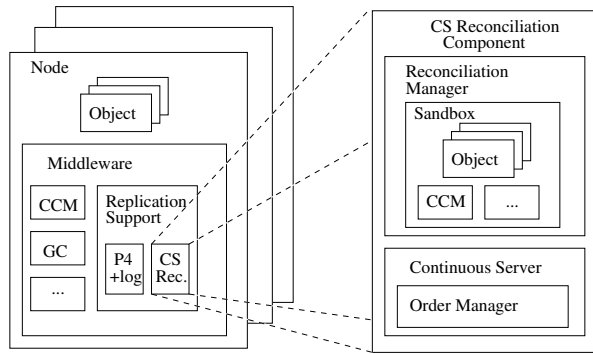 Node
Object
Middleware
CCM
GC
...
Replication
Support
P4
+log
CS
Rec.
CS Reconciliation
Component
Reconciliation
Manager
Sandbox
Object
CCM
...
Continuous Server
Order Manager